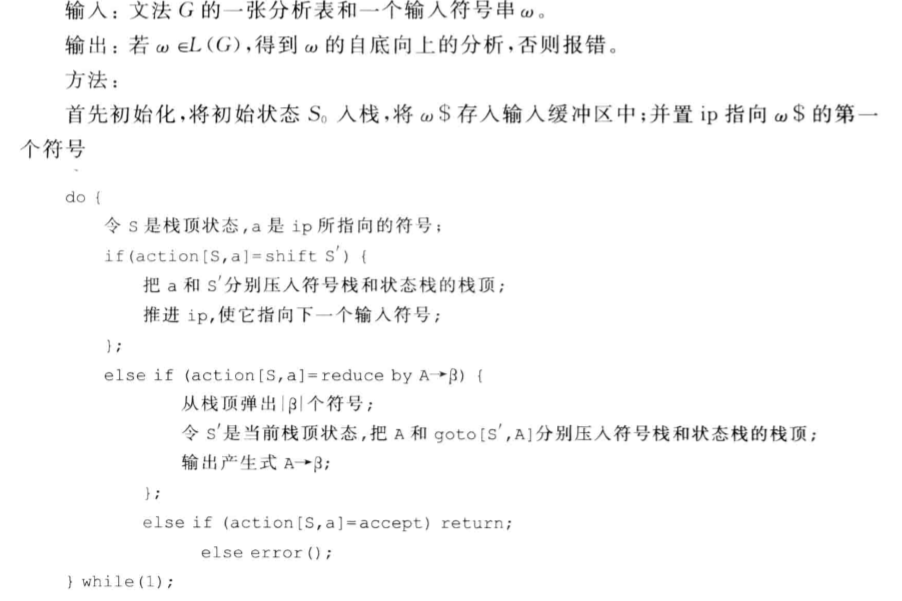 输入：文法 G 的一张分析表和一个输入符号串 ω。
输出：若 ω∈L(G)，得到 ω 的自底向上的分析，否则报错。
方法：
首先初始化，将初始状态 S₀ 入栈，将 ω$ 存入输入缓冲区中；并置 ip 指向 ω$ 的第一
个符号
do {
令 S 是栈顶状态，a 是 ip 所指向的符号；
if(action[S,a]=shift S′) {
把 a 和 S′分别压入符号栈和状态栈的栈顶；
推进 ip,使它指向下一个输入符号；
};
else if (action[S,a]=reduce by A→β) {
从栈顶弹出|β|个符号；
令 S′是当前栈顶状态，把 A 和 goto[S′,A]分别压入符号栈和状态栈的栈顶；
输出产生式 A→β;
};
else if (action[S,a]=accept) return;
else error();
} while(1);